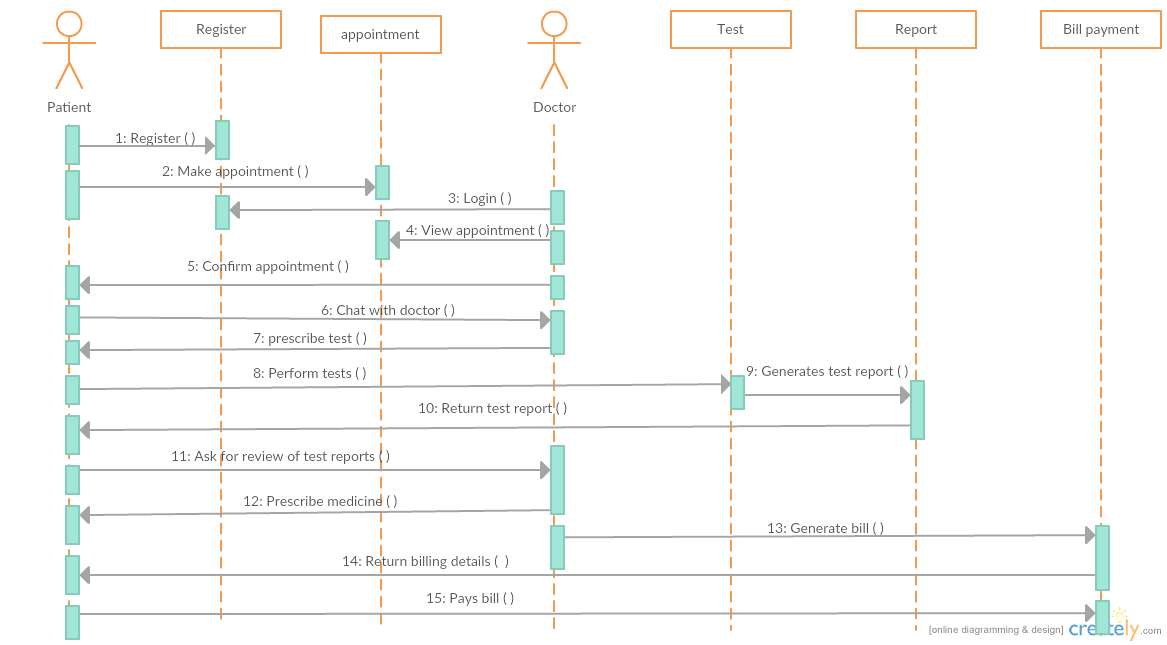 Register
appointment
Test
Report
Bill payment
Patient
Doctor
1: Register ( )
2: Make appointment ( )
3: Login ( )
4: View appointment ( )
5: Confirm appointment ( )
6: Chat with doctor ( )
7: prescribe test ( )
8: Perform tests ( )
9: Generates test report ( )
10: Return test report ( )
11: Ask for review of test reports ( )
12: Prescribe medicine ( )
13: Generate bill ( )
14: Return billing details (  )
15: Pays bill ( )
[online diagramming & design] creately.com